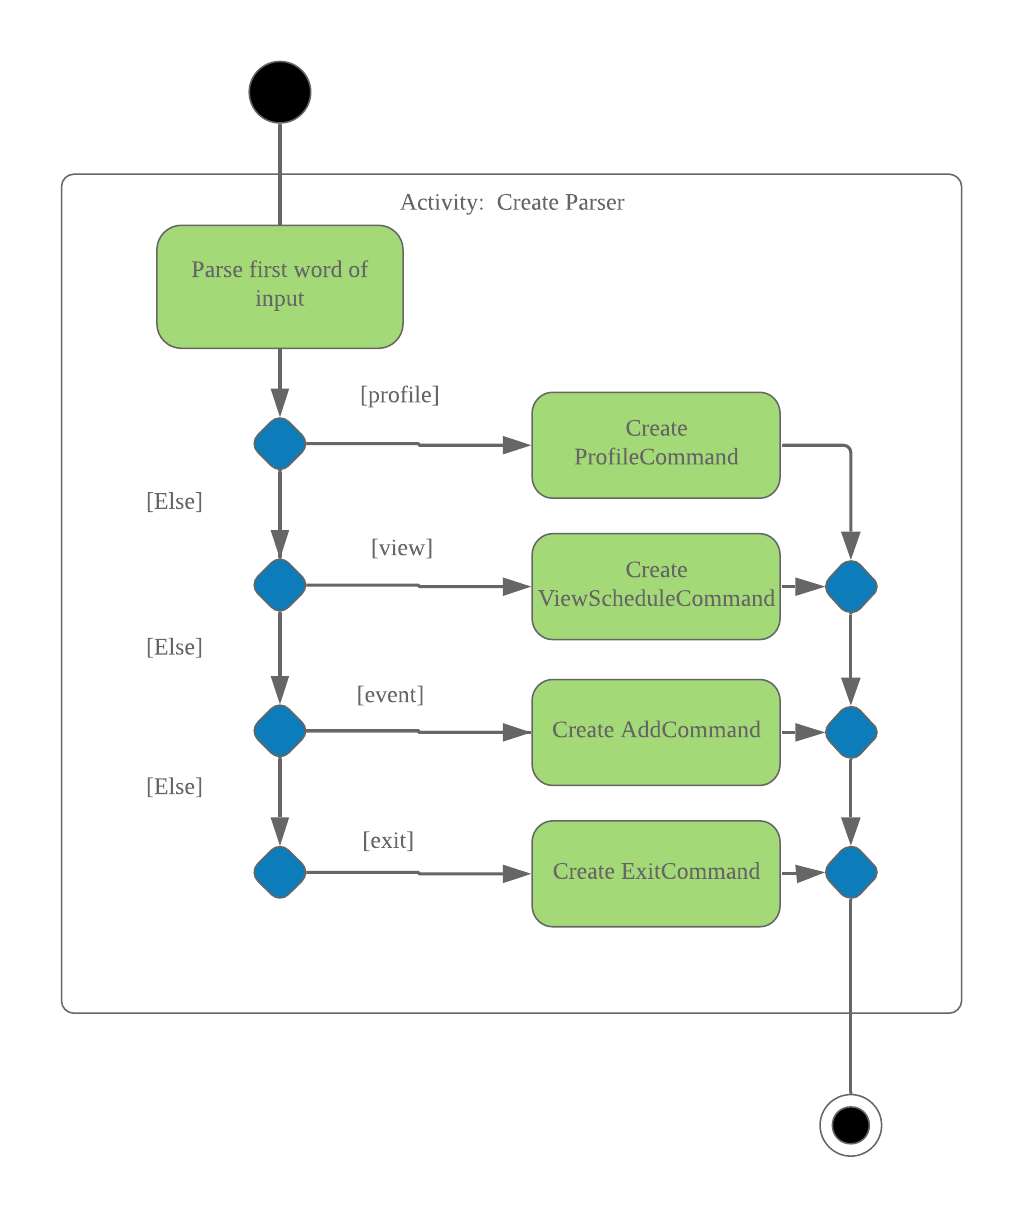 Activity:  Create Parser
Parse first word of
input
[profile]
Create
ProfileCommand
[Else]
[view]
Create
ViewScheduleCommand
[Else]
[event]
Create AddCommand
[Else]
[exit]
Create ExitCommand